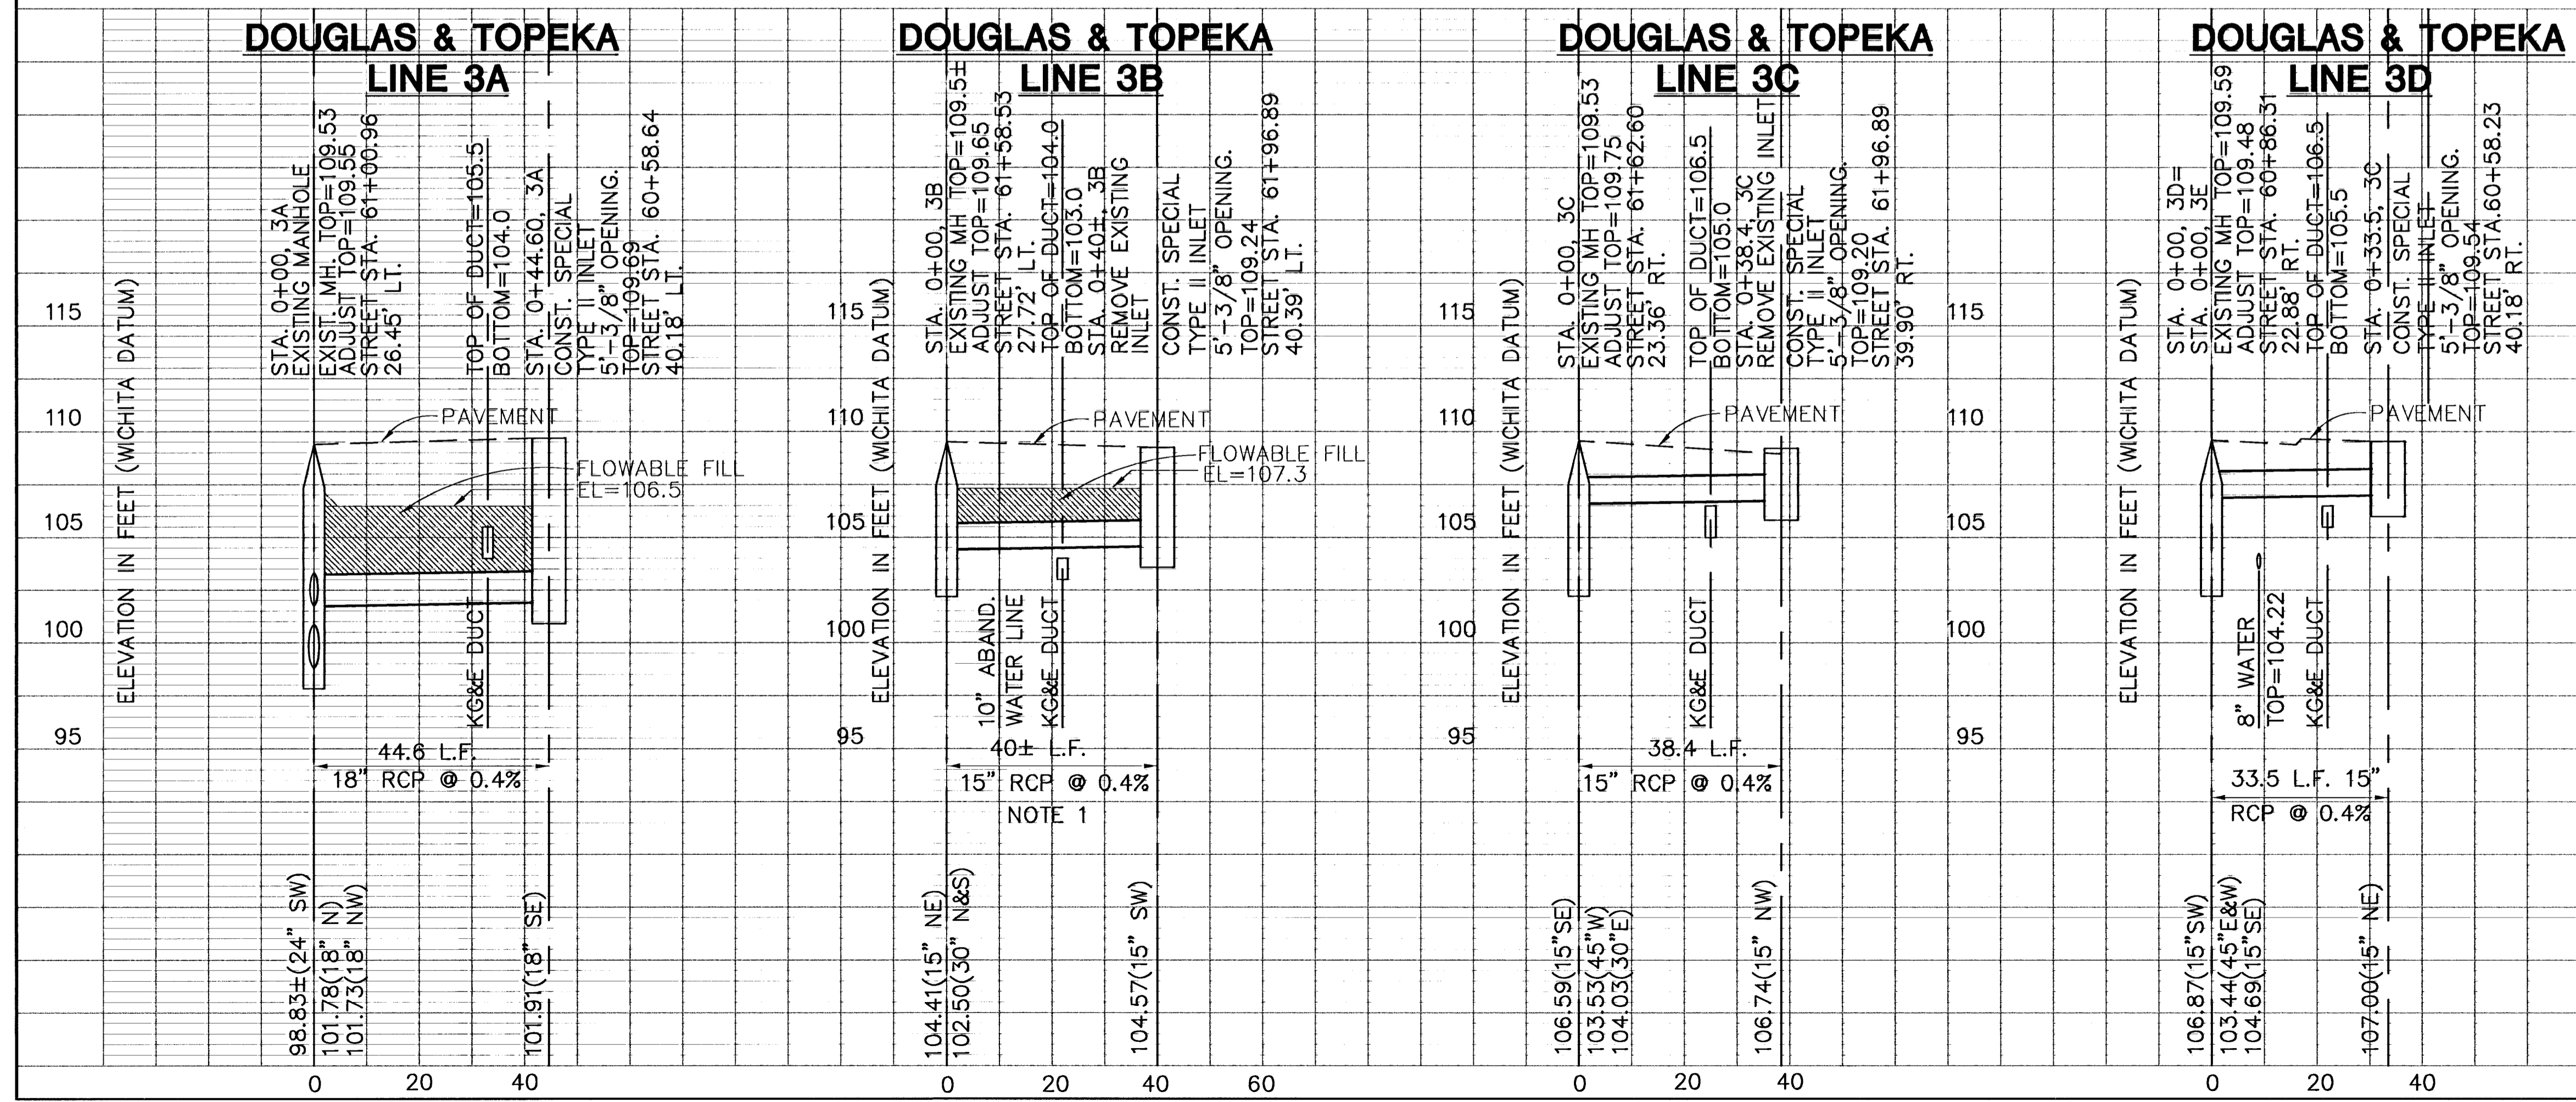 DOUGLAS & TOPEKA
LINE 3A
STA. 0+00, 3A
EXISTING MANHOLE
EXIST. MH. TOP=109.53
ADJUST TOP=109.55
STREET STA. 61+00.96
26.45' LT.
TOP OF DUCT=105.5
BOTTOM=104.0
STA. 0+44.60, 3A
CONST. SPECIAL
TYPE II INLET
5'-3/8" OPENING.
TOP=109.69
STREET STA. 60+58.64
40.18' LT.
ELEVATION IN FEET (WICHITA DATUM)
115
110
105
100
95
PAVEMENT
FLOWABLE FILL
EL=106.5
KG&E DUCT
44.6 L.F.
18" RCP @ 0.4%
98.83±(24" SW)
101.78(18" N)
101.73(18" NW)
101.91(18" SE)
0
20
40
DOUGLAS & TOPEKA
LINE 3B
STA. 0+00, 3B
EXISTING MH TOP=109.5±
ADJUST TOP=109.65
STREET STA. 61+58.53
27.72' LT.
TOP OF DUCT=104.0
BOTTOM=103.0
STA. 0+40±, 3B
REMOVE EXISTING
INLET
CONST. SPECIAL
TYPE II INLET
5'-3/8" OPENING.
TOP=109.24
STREET STA. 61+96.89
40.39' LT.
ELEVATION IN FEET (WICHITA DATUM)
115
110
105
100
95
PAVEMENT
FLOWABLE FILL
EL=107.3
10" ABAND.
WATER LINE
KG&E DUCT
40± L.F.
15" RCP @ 0.4%
NOTE 1
104.41(15" NE)
102.50(30" N&S)
104.57(15" SW)
0
20
40
60
DOUGLAS & TOPEKA
LINE 3C
STA. 0+00, 3C
EXISTING MH TOP=109.53
ADJUST TOP=109.75
STREET STA. 61+62.60
23.36' RT.
TOP OF DUCT=106.5
BOTTOM=105.0
STA. 0+38.4, 3C
REMOVE EXISTING INLET
CONST. SPECIAL
TYPE II INLET
5'-3/8" OPENING.
TOP=109.20
STREET STA. 61+96.89
39.90' RT.
ELEVATION IN FEET (WICHITA DATUM)
115
110
105
100
95
PAVEMENT
KG&E DUCT
38.4 L.F.
15" RCP @ 0.4%
106.59(15"SE)
103.53(45"W)
104.03(30"E)
106.74(15" NW)
0
20
40
DOUGLAS & TOPEKA
LINE 3D
STA. 0+00, 3D=
STA. 0+00, 3E
EXISTING MH TOP=109.59
ADJUST TOP=109.48
STREET STA. 60+86.31
22.88' RT.
TOP OF DUCT=106.5
BOTTOM=105.5
STA. 0+33.5, 3C
CONST. SPECIAL
TYPE II INLET
5'-3/8" OPENING.
TOP=109.54
STREET STA.60+58.23
40.18' RT.
ELEVATION IN FEET (WICHITA DATUM)
115
110
105
100
95
PAVEMENT
8" WATER
TOP=104.22
KG&E DUCT
33.5 L.F. 15"
RCP @ 0.4%
106.87(15"SW)
103.44(45"E&W)
104.69(15"SE)
107.00(15" NE)
0
20
40